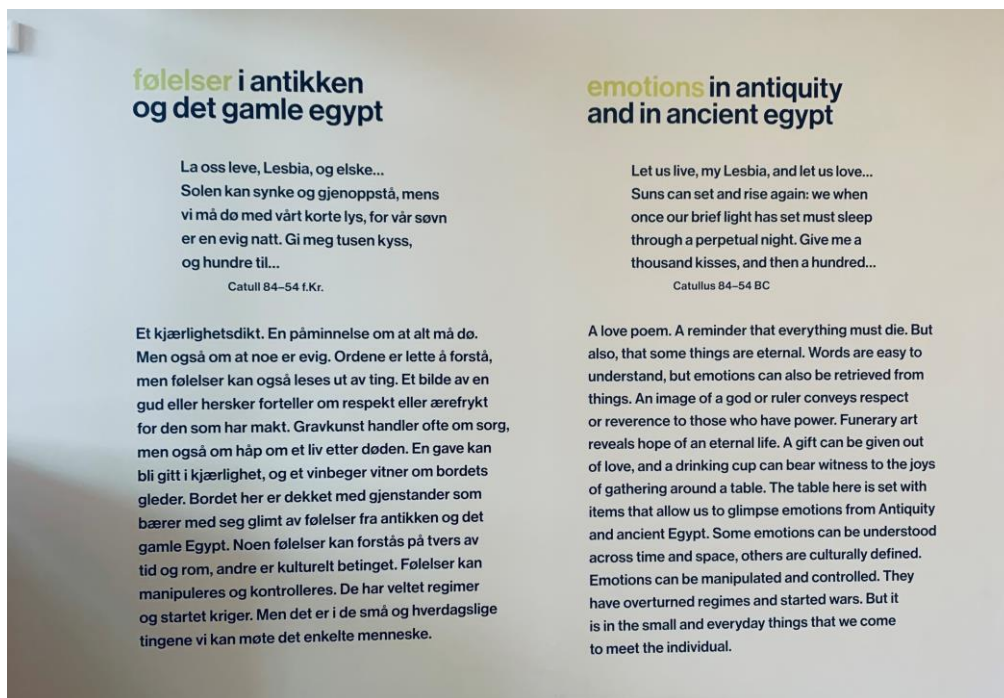 følelser i antikken
og det gamle egypt
La oss leve, Lesbia, og elske...
Solen kan synke og gjenoppstå, mens
vi må dø med vårt korte lys, for vår søvn
er en evig natt. Gi meg tusen kyss,
og hundre til...
Catull 84–54 f.Kr.
Et kjærlighetsdikt. En påminnelse om at alt må dø.
Men også om at noe er evig. Ordene er lette å forstå,
men følelser kan også leses ut av ting. Et bilde av en
gud eller hersker forteller om respekt eller ærefrykt
for den som har makt. Gravkunst handler ofte om sorg,
men også om håp om et liv etter døden. En gave kan
bli gitt i kjærlighet, og et vinbeger vitner om bordets
gleder. Bordet her er dekket med gjenstander som
bærer med seg glimt av følelser fra antikken og det
gamle Egypt. Noen følelser kan forstås på tvers av
tid og rom, andre er kulturelt betinget. Følelser kan
manipuleres og kontrolleres. De har veltet regimer
og startet kriger. Men det er i de små og hverdagslige
tingene vi kan møte det enkelte menneske.
emotions in antiquity
and in ancient egypt
Let us live, my Lesbia, and let us love...
Suns can set and rise again: we when
once our brief light has set must sleep
through a perpetual night. Give me a
thousand kisses, and then a hundred...
Catullus 84–54 BC
A love poem. A reminder that everything must die. But
also, that some things are eternal. Words are easy to
understand, but emotions can also be retrieved from
things. An image of a god or ruler conveys respect
or reverence to those who have power. Funerary art
reveals hope of an eternal life. A gift can be given out
of love, and a drinking cup can bear witness to the joys
of gathering around a table. The table here is set with
items that allow us to glimpse emotions from Antiquity
and ancient Egypt. Some emotions can be understood
across time and space, others are culturally defined.
Emotions can be manipulated and controlled. They
have overturned regimes and started wars. But it
is in the small and everyday things that we come
to meet the individual.